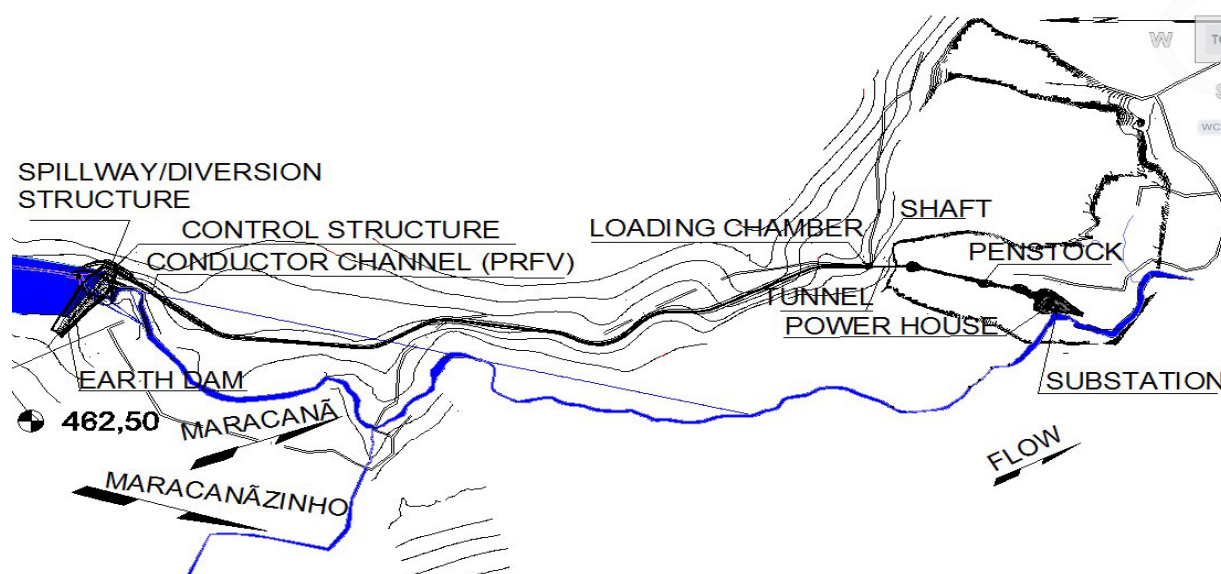 N
W
SPILLWAY/DIVERSION
STRUCTURE
CONTROL STRUCTURE
CONDUCTOR CHANNEL (PRFV)
LOADING CHAMBER
SHAFT
PENSTOCK
TUNNEL
POWER HOUSE
SUBSTATION
EARTH DAM
462,50
MARACANÃ
MARACANÃZINHO
FLOW